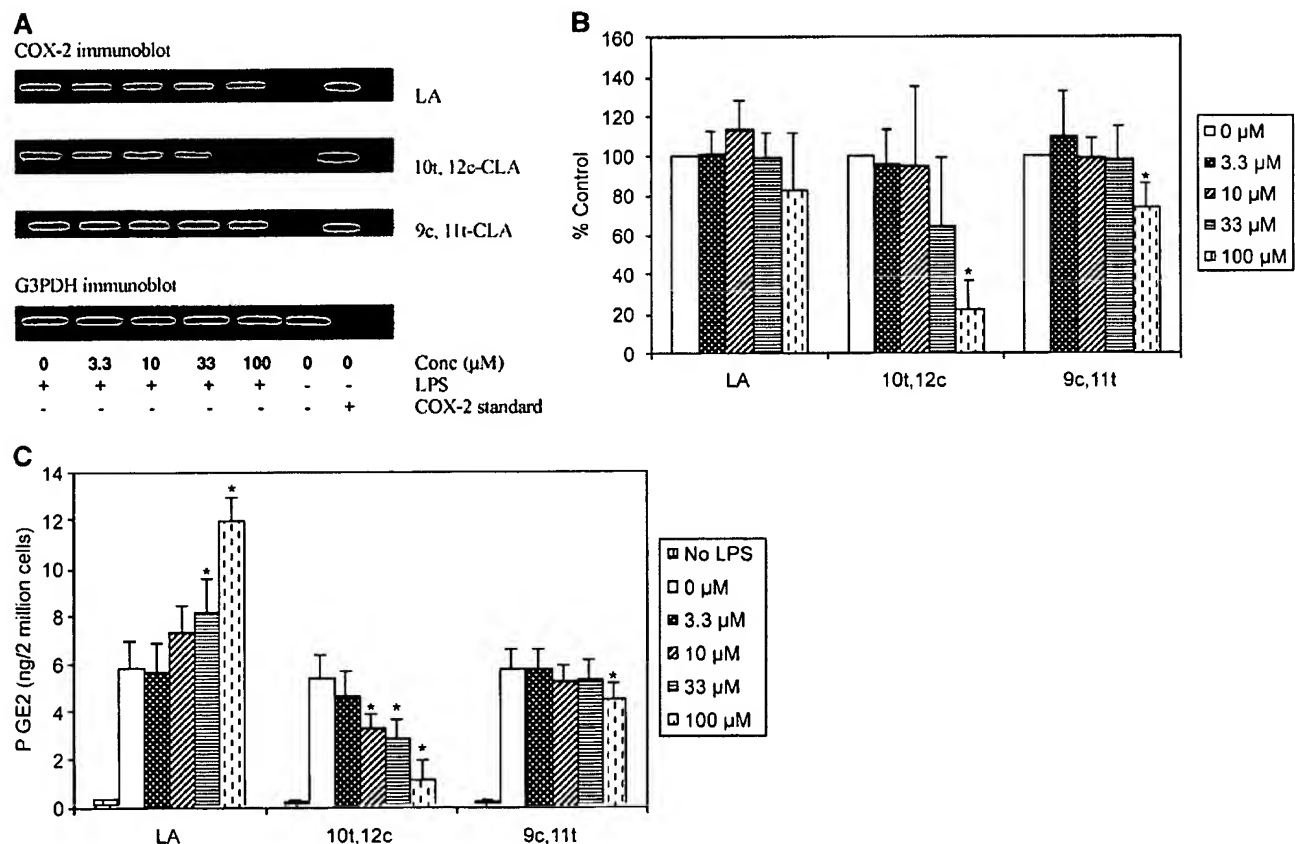 A
COX-2 immunoblot
LA
10t, 12c-CLA
9c, 11t-CLA
G3PDH immunoblot
0 3.3 10 33 100 0 0 Conc (µM)
+ + + + + - - LPS
- - - - - - + COX-2 standard
B
160
140
120
100
80
60
40
20
0
% Control
LA 10t,12c 9c,11t
* *
0 µM
3.3 µM
10 µM
33 µM
100 µM
C
14
12
10
8
6
4
2
0
P GE2 (ng/2 million cells)
* * * * * *
LA 10t,12c 9c,11t
No LPS
0 µM
3.3 µM
10 µM
33 µM
100 µM